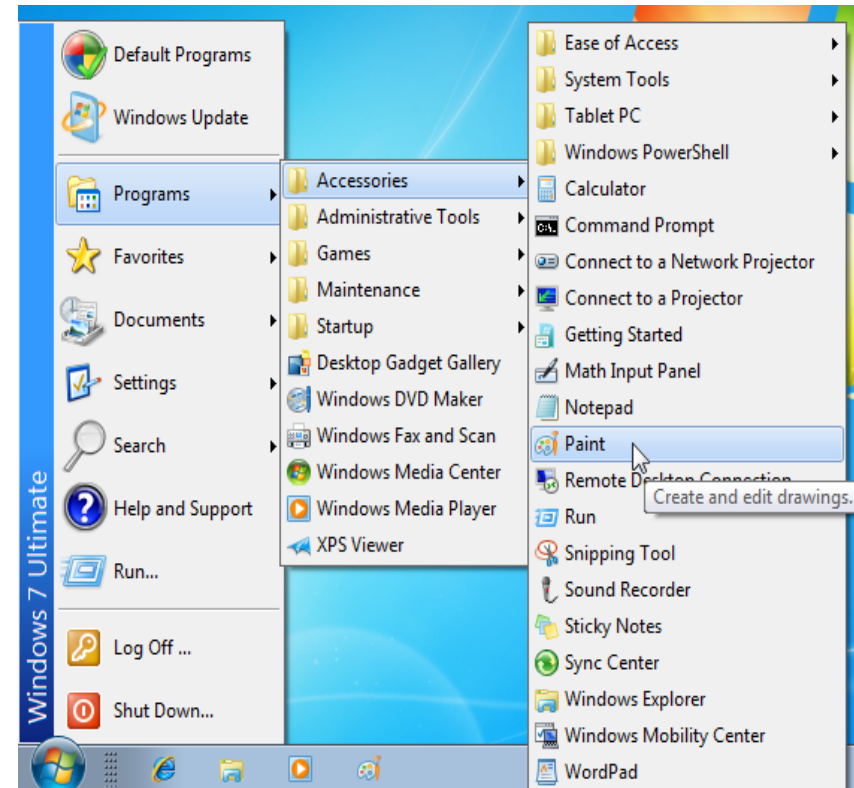 Windows 7 Ultimate
Default Programs
Windows Update
Programs
Favorites
Documents
Settings
Search
Help and Support
Run...
Log Off ...
Shut Down...
Accessories
Administrative Tools
Games
Maintenance
Startup
Desktop Gadget Gallery
Windows DVD Maker
Windows Fax and Scan
Windows Media Center
Windows Media Player
XPS Viewer
Ease of Access
System Tools
Tablet PC
Windows PowerShell
Calculator
Command Prompt
Connect to a Network Projector
Connect to a Projector
Getting Started
Math Input Panel
Notepad
Paint
Remote Desktop Connection
Create and edit drawings.
Run
Snipping Tool
Sound Recorder
Sticky Notes
Sync Center
Windows Explorer
Windows Mobility Center
WordPad